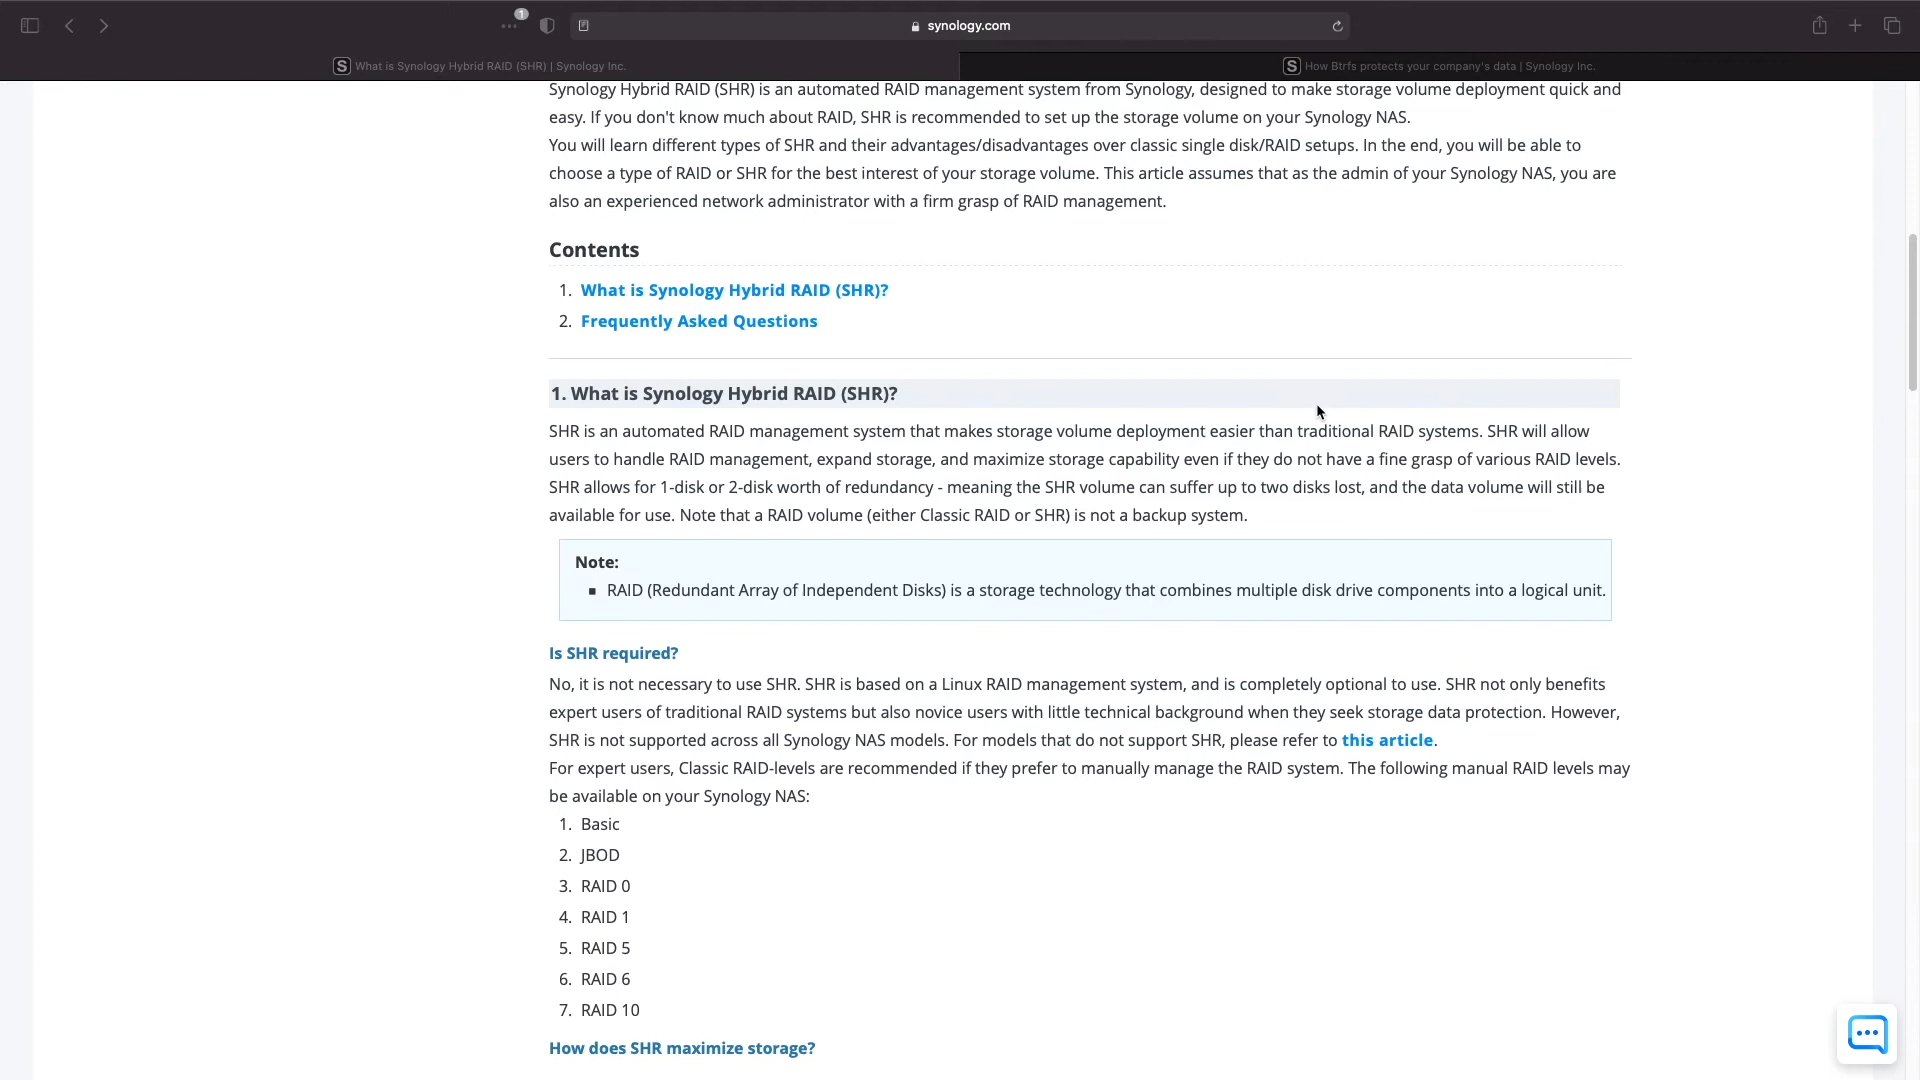 1
synology.com
S What is Synology Hybrid RAID (SHR) | Synology Inc.
S How Btrfs protects your company's data | Synology Inc.
Synology Hybrid RAID (SHR) is an automated RAID management system from Synology, designed to make storage volume deployment quick and
easy. If you don't know much about RAID, SHR is recommended to set up the storage volume on your Synology NAS.
You will learn different types of SHR and their advantages/disadvantages over classic single disk/RAID setups. In the end, you will be able to
choose a type of RAID or SHR for the best interest of your storage volume. This article assumes that as the admin of your Synology NAS, you are
also an experienced network administrator with a firm grasp of RAID management.
Contents
1. What is Synology Hybrid RAID (SHR)?
2. Frequently Asked Questions
1. What is Synology Hybrid RAID (SHR)?
SHR is an automated RAID management system that makes storage volume deployment easier than traditional RAID systems. SHR will allow
users to handle RAID management, expand storage, and maximize storage capability even if they do not have a fine grasp of various RAID levels.
SHR allows for 1-disk or 2-disk worth of redundancy - meaning the SHR volume can suffer up to two disks lost, and the data volume will still be
available for use. Note that a RAID volume (either Classic RAID or SHR) is not a backup system.
Note:
▪ RAID (Redundant Array of Independent Disks) is a storage technology that combines multiple disk drive components into a logical unit.
Is SHR required?
No, it is not necessary to use SHR. SHR is based on a Linux RAID management system, and is completely optional to use. SHR not only benefits
expert users of traditional RAID systems but also novice users with little technical background when they seek storage data protection. However,
SHR is not supported across all Synology NAS models. For models that do not support SHR, please refer to this article.
For expert users, Classic RAID-levels are recommended if they prefer to manually manage the RAID system. The following manual RAID levels may
be available on your Synology NAS:
1. Basic
2. JBOD
3. RAID 0
4. RAID 1
5. RAID 5
6. RAID 6
7. RAID 10
How does SHR maximize storage?